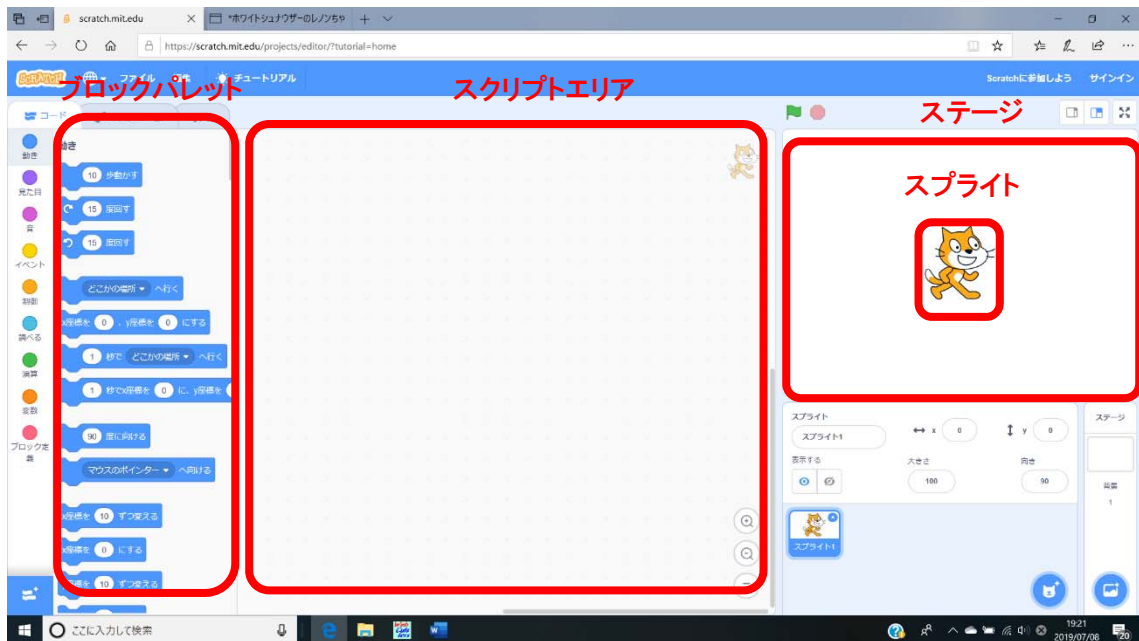 scratch.mit.edu
*ホワイトシュナウザーのレノンちゃ
https://scratch.mit.edu/projects/editor/?tutorial=home
SCRATCH
ファイル
チュートリアル
Scratchに参加しよう
サインイン
ブロックパレット
スクリプトエリア
ステージ
スプライト
コード
動き
見た目
音
イベント
制御
調べる
演算
変数
ブロック定義
動き
10 歩動かす
15 度回す
15 度回す
どこかの場所 へ行く
x座標を 0 、y座標を 0 にする
1 秒で どこかの場所 へ行く
1 秒でx座標を 0 に、y座標を
90 度に向ける
マウスのポインター へ向ける
x座標を 10 ずつ変える
x座標を 0 にする
10 ずつ変える
スプライト
スプライト1
x 0
y 0
表示する
大きさ
100
向き
90
スプライト1
ステージ
背景
1
ここに入力して検索
19:21
2019/07/08
20